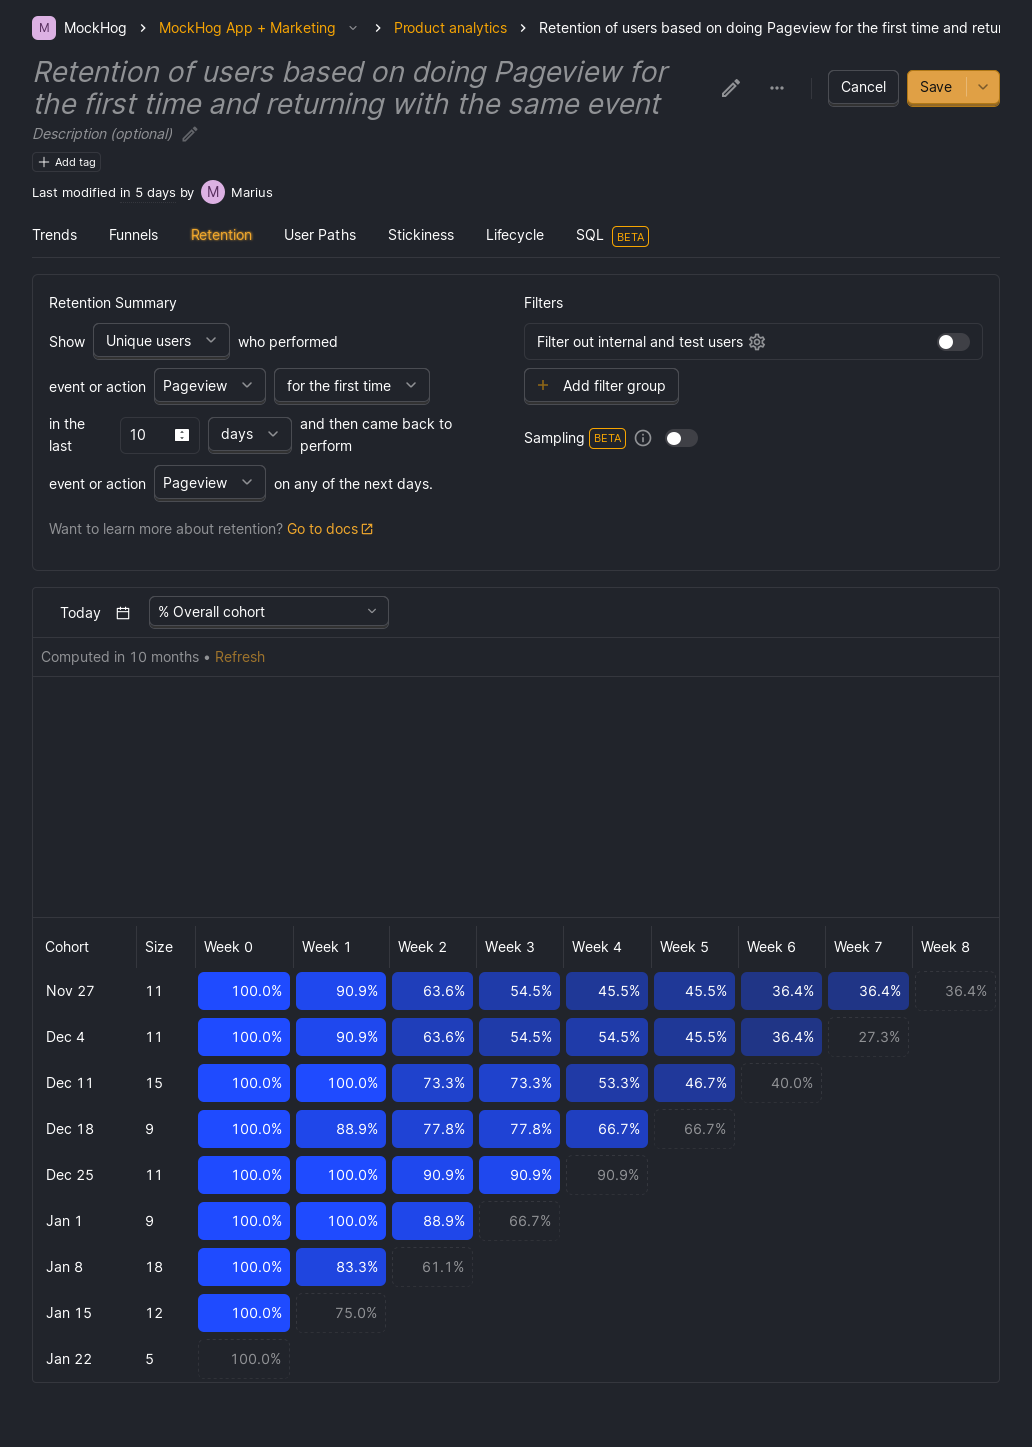 M MockHog MockHog App + Marketing Product analytics Retention of users based on doing Pageview for the first time and retur
Retention of users based on doing Pageview for
the first time and returning with the same event
Cancel Save
Description (optional)
Add tag
Last modified in 5 days by M Marius
Trends Funnels Retention User Paths Stickiness Lifecycle SQL BETA
Retention Summary
Show Unique users who performed
event or action Pageview for the first time
in the last 10 days and then came back to perform
event or action Pageview on any of the next days.
Want to learn more about retention? Go to docs
Filters
Filter out internal and test users
Add filter group
Sampling BETA
Today % Overall cohort
Computed in 10 months • Refresh
Cohort Size Week 0 Week 1 Week 2 Week 3 Week 4 Week 5 Week 6 Week 7 Week 8
Nov 27 11 100.0% 90.9% 63.6% 54.5% 45.5% 45.5% 36.4% 36.4% 36.4%
Dec 4 11 100.0% 90.9% 63.6% 54.5% 54.5% 45.5% 36.4% 27.3%
Dec 11 15 100.0% 100.0% 73.3% 73.3% 53.3% 46.7% 40.0%
Dec 18 9 100.0% 88.9% 77.8% 77.8% 66.7% 66.7%
Dec 25 11 100.0% 100.0% 90.9% 90.9% 90.9%
Jan 1 9 100.0% 100.0% 88.9% 66.7%
Jan 8 18 100.0% 83.3% 61.1%
Jan 15 12 100.0% 75.0%
Jan 22 5 100.0%